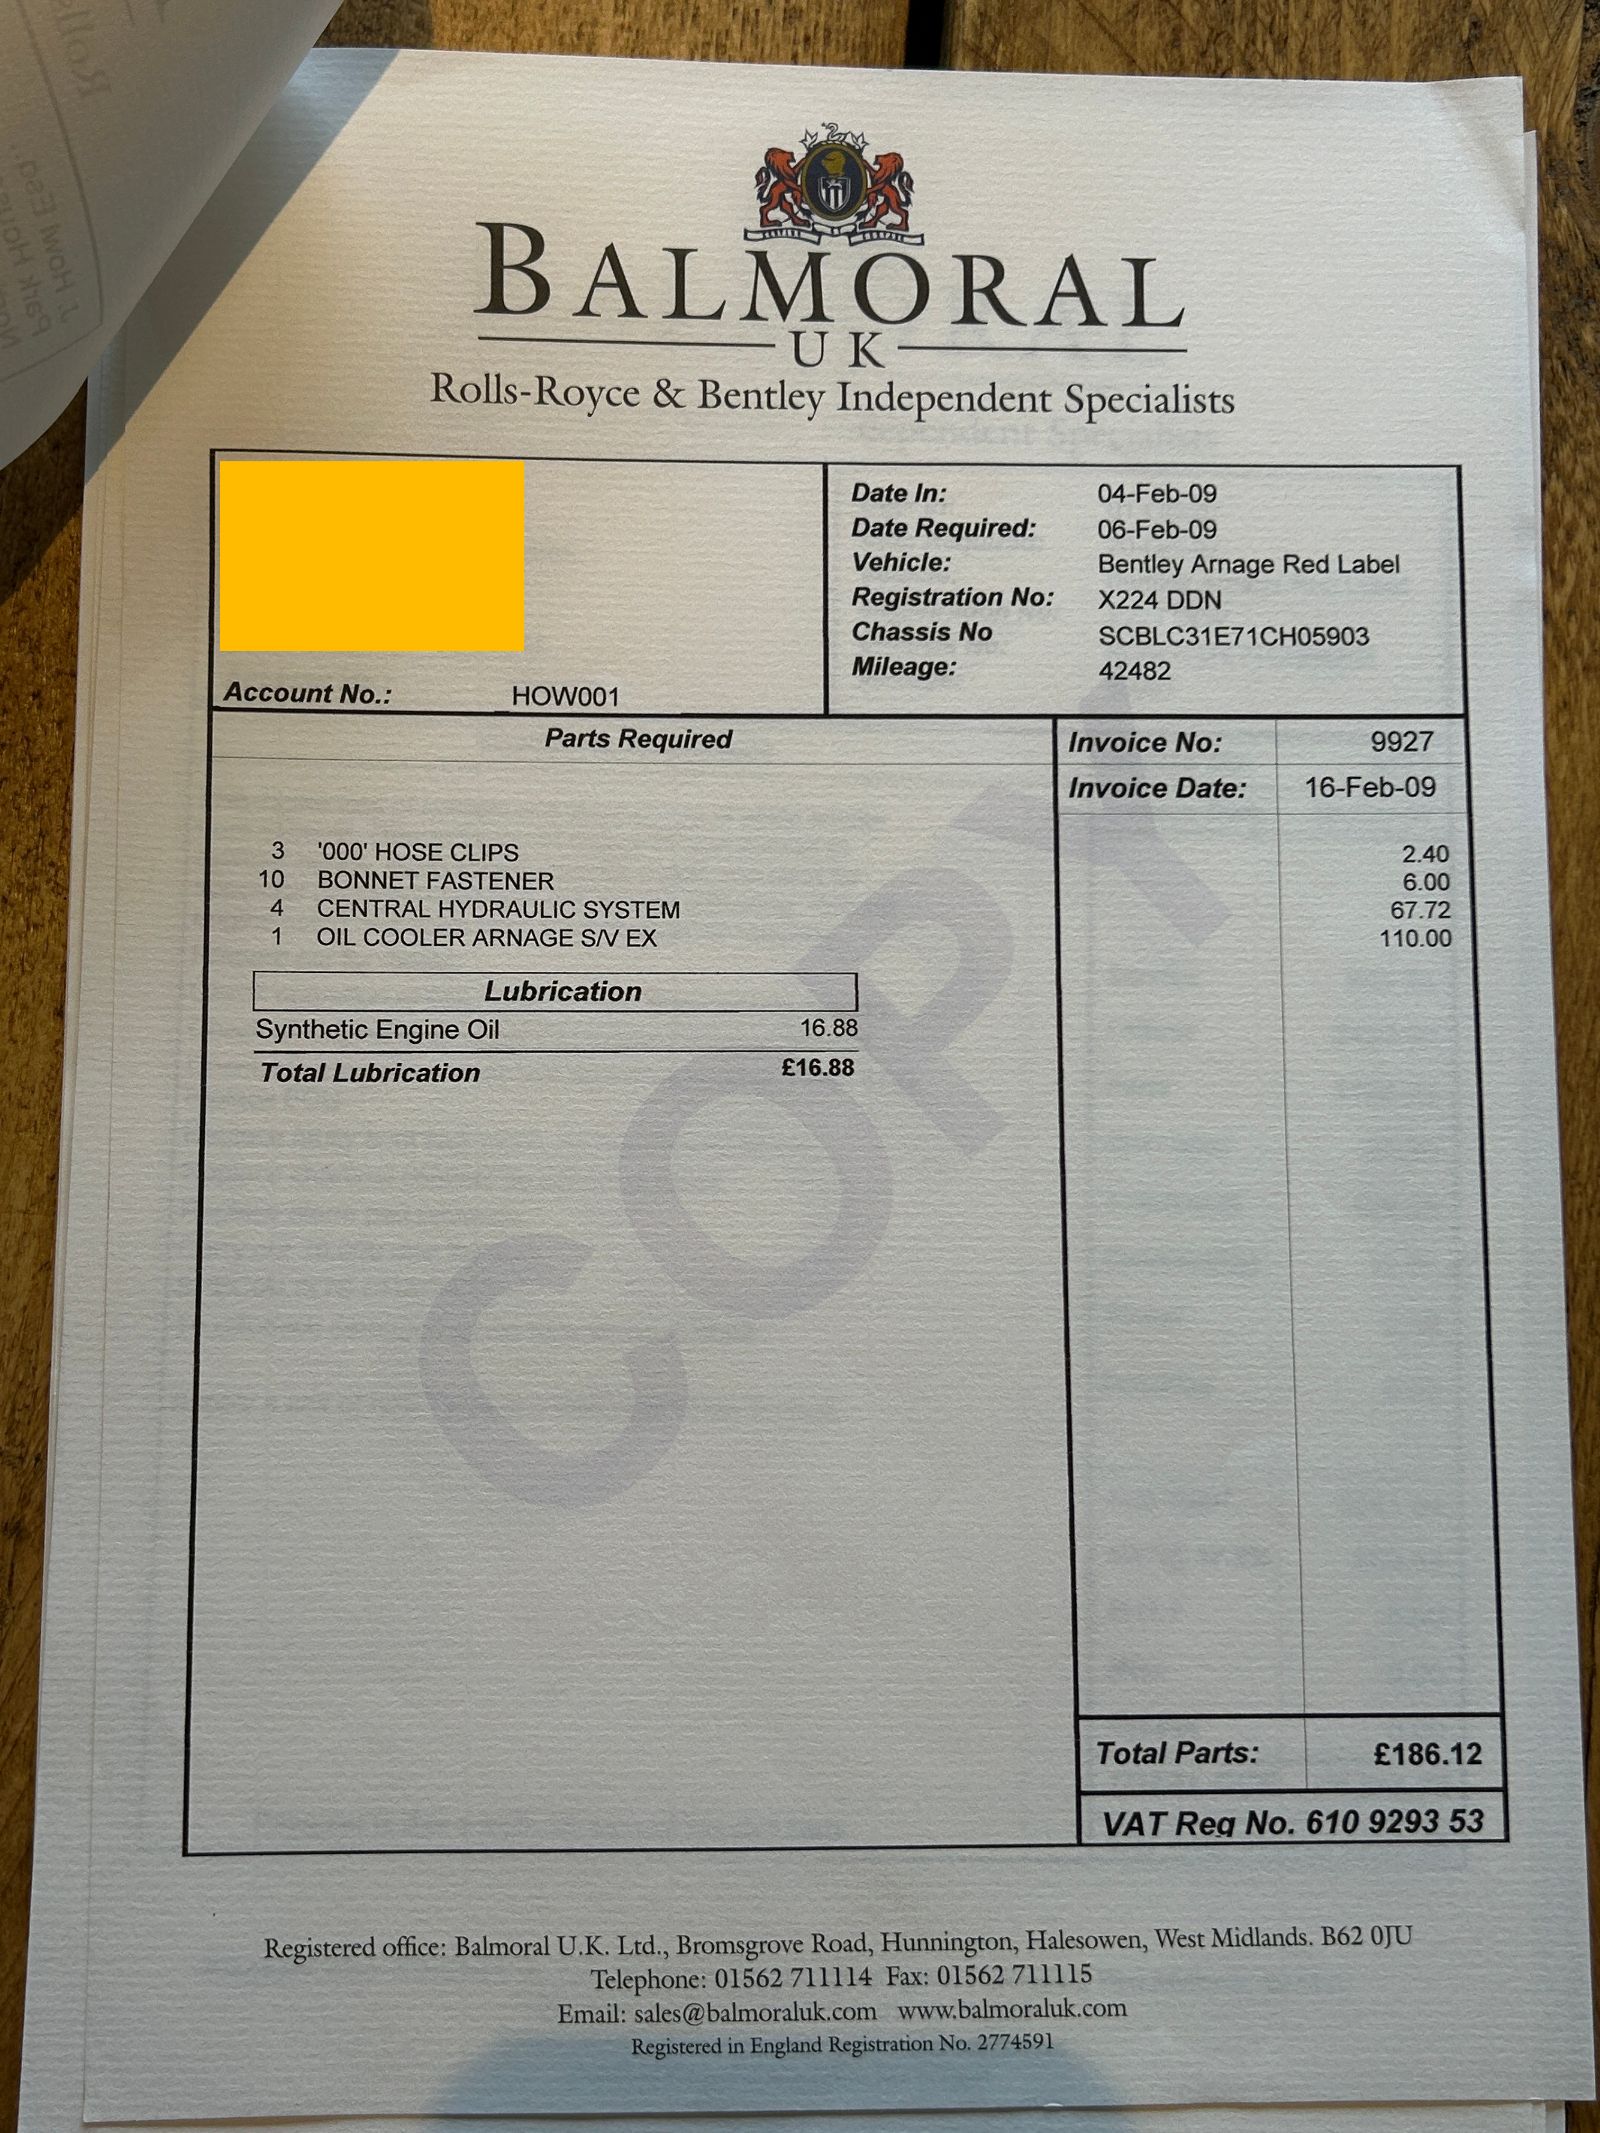 J. Howl Esq.
Park Hous
BALMORAL
UK
Rolls-Royce & Bentley Independent Specialists
Date In: 04-Feb-09
Date Required: 06-Feb-09
Vehicle: Bentley Arnage Red Label
Registration No: X224 DDN
Chassis No SCBLC31E71CH05903
Mileage: 42482
Account No.: HOW001
Parts Required
Invoice No: 9927
Invoice Date: 16-Feb-09
3 '000' HOSE CLIPS 2.40
10 BONNET FASTENER 6.00
4 CENTRAL HYDRAULIC SYSTEM 67.72
1 OIL COOLER ARNAGE S/V EX 110.00
Lubrication
Synthetic Engine Oil 16.88
Total Lubrication £16.88
COPY
Total Parts: £186.12
VAT Reg No. 610 9293 53
Registered office: Balmoral U.K. Ltd., Bromsgrove Road, Hunnington, Halesowen, West Midlands. B62 0JU
Telephone: 01562 711114 Fax: 01562 711115
Email: sales@balmoraluk.com www.balmoraluk.com
Registered in England Registration No. 2774591